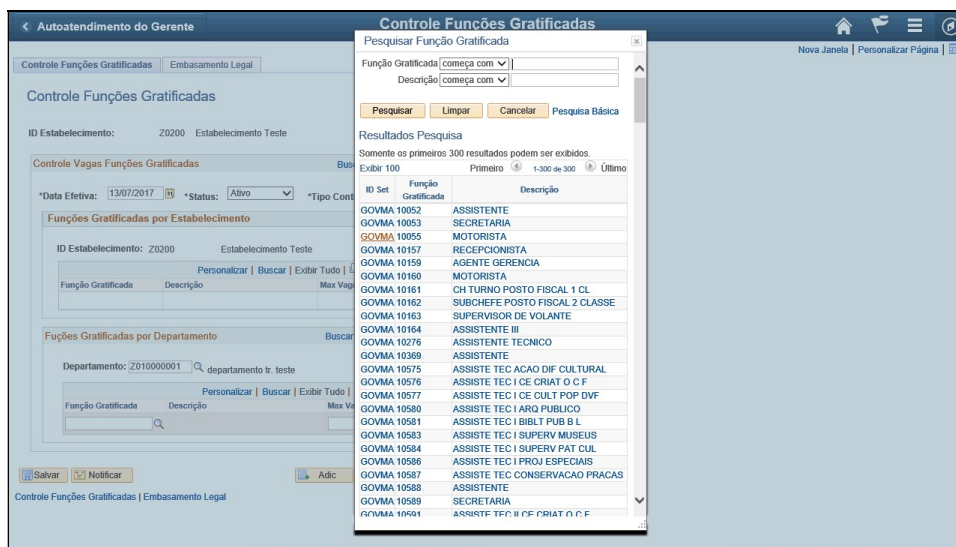 Autoatendimento do Gerente
Controle Funções Gratificadas
Nova Janela | Personalizar Página |
Controle Funções Gratificadas
Embasamento Legal
Controle Funções Gratificadas
ID Estabelecimento: Z0200 Estabelecimento Teste
Controle Vagas Funções Gratificadas
*Data Efetiva: 13/07/2017 *Status: Ativo
Funções Gratificadas por Estabelecimento
ID Estabelecimento: Z0200 Estabelecimento Teste
Personalizar | Buscar | Exibir Tudo |
Função Gratificada Descrição
Fuções Gratificadas por Departamento
Buscar
Departamento: Z010000001 departamento tr. teste
Personalizar | Buscar | Exibir Tudo |
Função Gratificada Descrição
Salvar Notificar Adic
Controle Funções Gratificadas | Embasamento Legal
Pesquisar Função Gratificada
Função Gratificada começa com
Descrição começa com
Pesquisar Limpar Cancelar Pesquisa Básica
Resultados Pesquisa
Somente os primeiros 300 resultados podem ser exibidos.
Exibir 100 Primeiro 1-300 de 300 Último
ID Set Função Gratificada Descrição
GOVMA 10052 ASSISTENTE
GOVMA 10053 SECRETARIA
GOVMA 10055 MOTORISTA
GOVMA 10157 RECEPCIONISTA
GOVMA 10159 AGENTE GERENCIA
GOVMA 10160 MOTORISTA
GOVMA 10161 CH TURNO POSTO FISCAL 1 CL
GOVMA 10162 SUBCHEFE POSTO FISCAL 2 CLASSE
GOVMA 10163 SUPERVISOR DE VOLANTE
GOVMA 10164 ASSISTENTE III
GOVMA 10276 ASSISTENTE TECNICO
GOVMA 10369 ASSISTENTE
GOVMA 10575 ASSISTE TEC ACAO DIF CULTURAL
GOVMA 10576 ASSISTE TEC I CE CRIAT O C F
GOVMA 10577 ASSISTE TEC I CE CULT POP DVF
GOVMA 10580 ASSISTE TEC I ARQ PUBLICO
GOVMA 10581 ASSISTE TEC I BIBLT PUB B L
GOVMA 10583 ASSISTE TEC I SUPERV MUSEUS
GOVMA 10584 ASSISTE TEC I SUPERV PAT CUL
GOVMA 10586 ASSISTE TEC I PROJ ESPECIAIS
GOVMA 10587 ASSISTE TEC CONSERVACAO PRACAS
GOVMA 10588 ASSISTENTE
GOVMA 10589 SECRETARIA
GOVMA 10591 ASSISTE TEC II CE CRIAT O C F